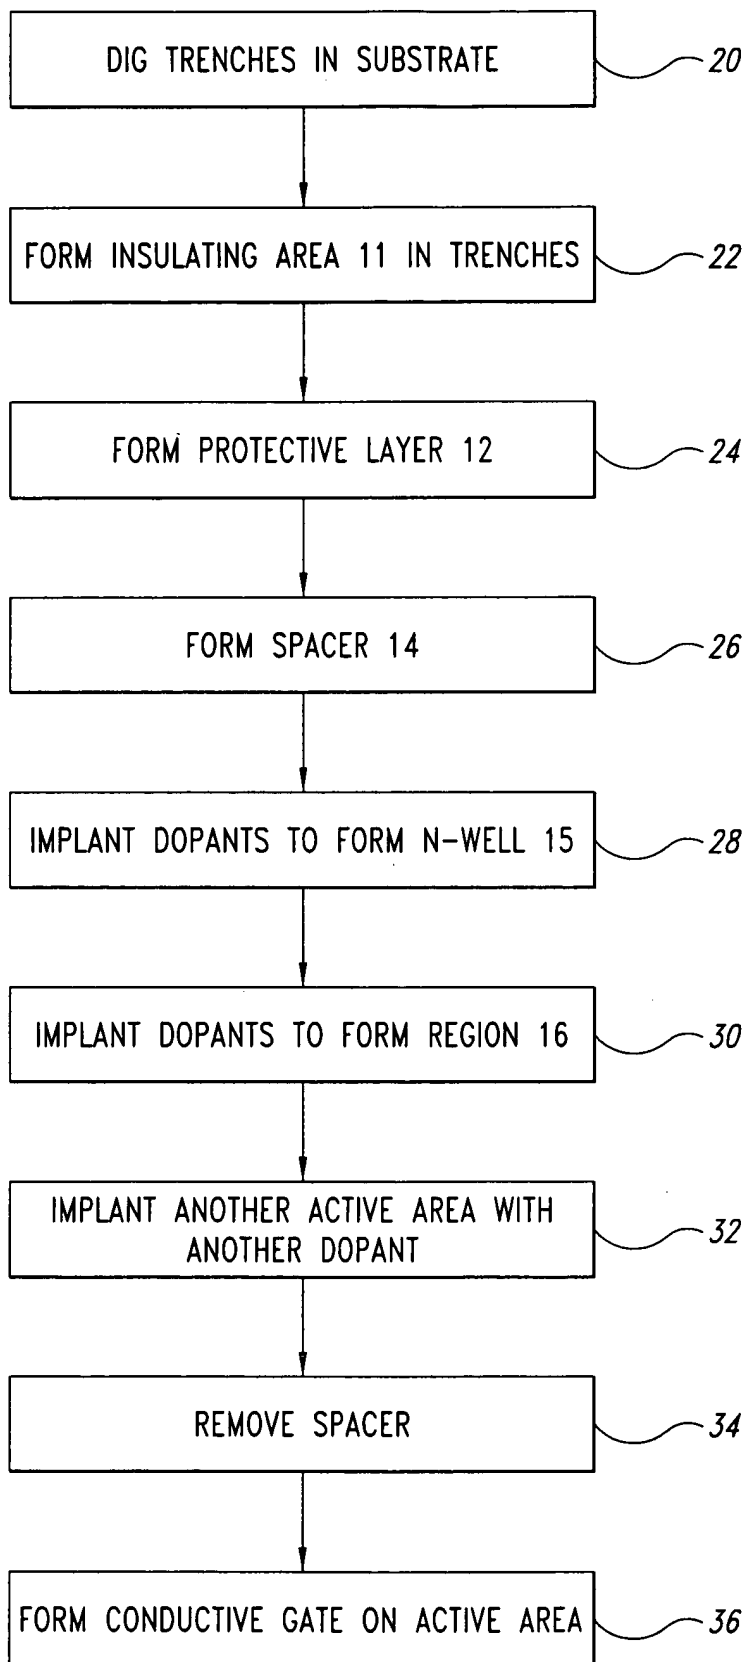 DIG TRENCHES IN SUBSTRATE
20
FORM INSULATING AREA 11 IN TRENCHES
22
FORM PROTECTIVE LAYER 12
24
FORM SPACER 14
26
IMPLANT DOPANTS TO FORM N-WELL 15
28
IMPLANT DOPANTS TO FORM REGION 16
30
IMPLANT ANOTHER ACTIVE AREA WITH
ANOTHER DOPANT
32
REMOVE SPACER
34
FORM CONDUCTIVE GATE ON ACTIVE AREA
36